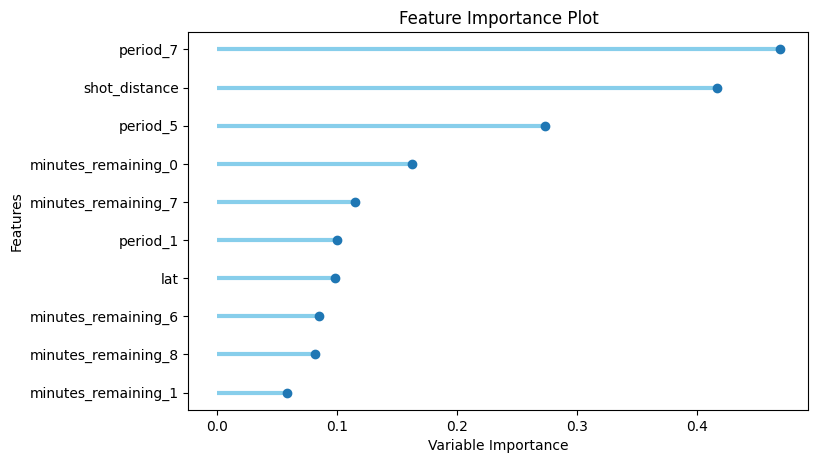 Feature Importance Plot
period_7
shot_distance
period_5
minutes_remaining_0
minutes_remaining_7
period_1
lat
minutes_remaining_6
minutes_remaining_8
minutes_remaining_1
Features
0.0 0.1 0.2 0.3 0.4
Variable Importance